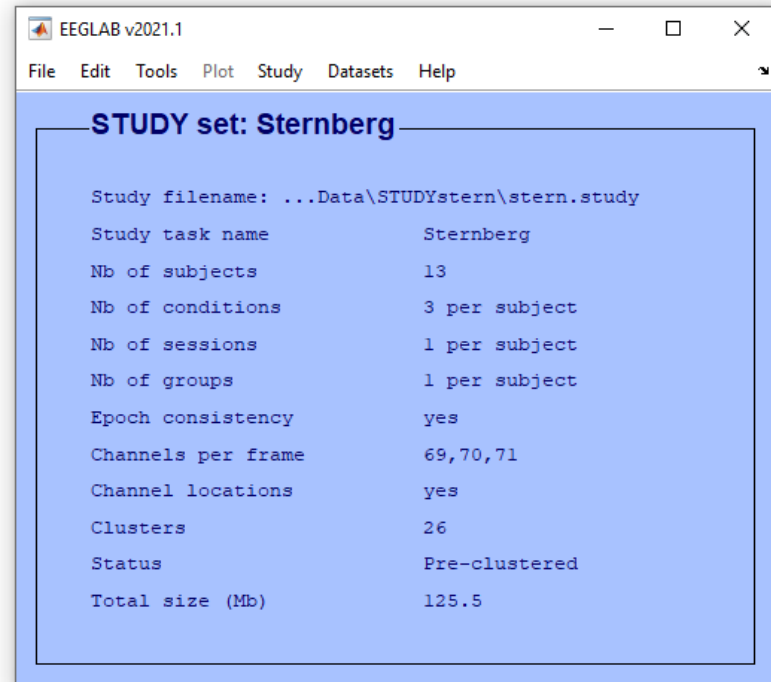 EEGLAB v2021.1
File Edit Tools Plot Study Datasets Help
STUDY set: Sternberg
Study filename: ...Data\STUDYstern\stern.study
Study task name Sternberg
Nb of subjects 13
Nb of conditions 3 per subject
Nb of sessions 1 per subject
Nb of groups 1 per subject
Epoch consistency yes
Channels per frame 69,70,71
Channel locations yes
Clusters 26
Status Pre-clustered
Total size (Mb) 125.5